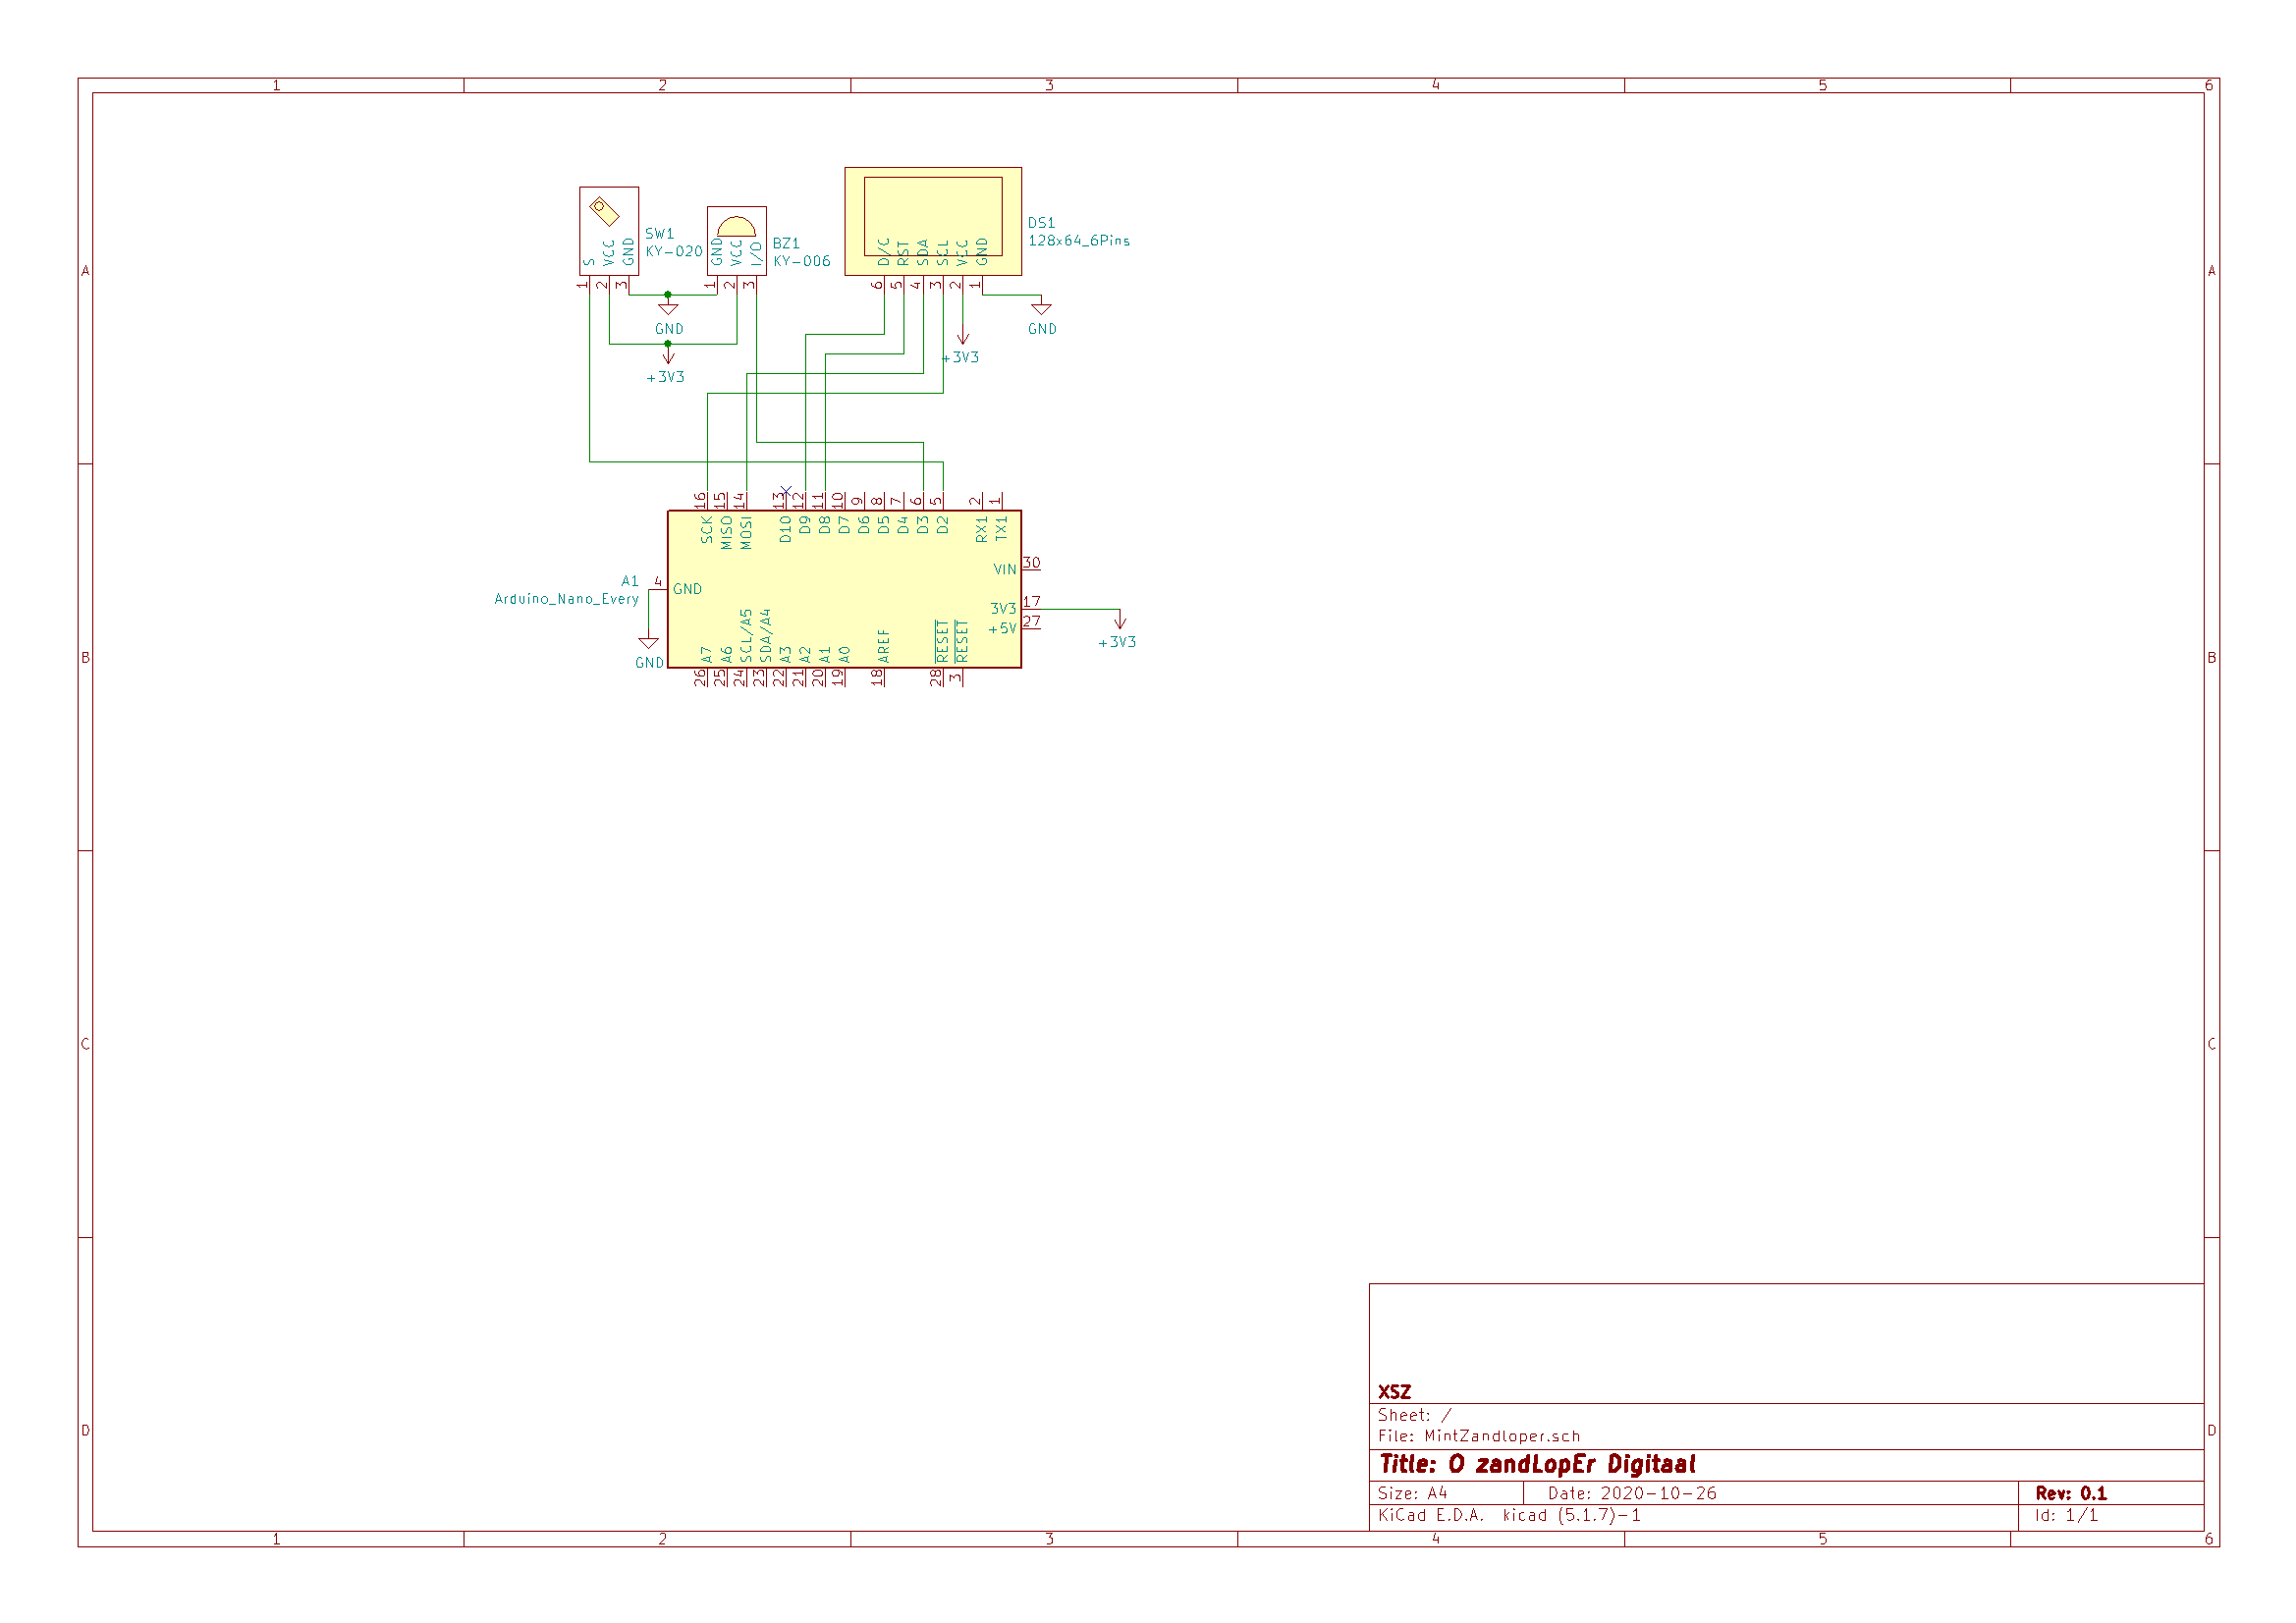 1 2 3 4 5 6
A A
B B
C C
D D
SW1
KY-020
S VCC GND
1 2 3
BZ1
KY-006
GND VCC I/O
1 2 3
DS1
128x64_6Pins
D/C RST SDA SCL VCC GND
6 5 4 3 2 1
GND
GND
+3V3
+3V3
16 15 14 13 12 11 10 9 8 7 6 5 2 1
SCK MISO MOSI D10 D9 D8 D7 D6 D5 D4 D3 D2 RX1 TX1
A1
Arduino_Nano_Every
4 GND
GND
VIN 30
3V3 17
+5V 27
+3V3
A7 A6 SCL/A5 SDA/A4 A3 A2 A1 A0 AREF RESET RESET
26 25 24 23 22 21 20 19 18 28 3
XSZ
Sheet: /
File: MintZandloper.sch
Title: O zandLopEr Digitaal
Size: A4 Date: 2020-10-26 Rev: 0.1
KiCad E.D.A. kicad (5.1.7)-1 Id: 1/1
1 2 3 4 5 6